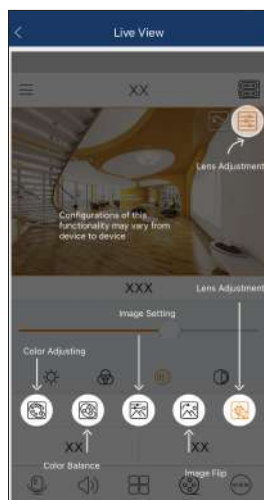 Live View
XX
Lens Adjustment
Configurations of this
functionality may vary from
device to device
XXX
Lens Adjustment
Image Setting
Color Adjusting
XX
XX
Color Balance
Image Flip